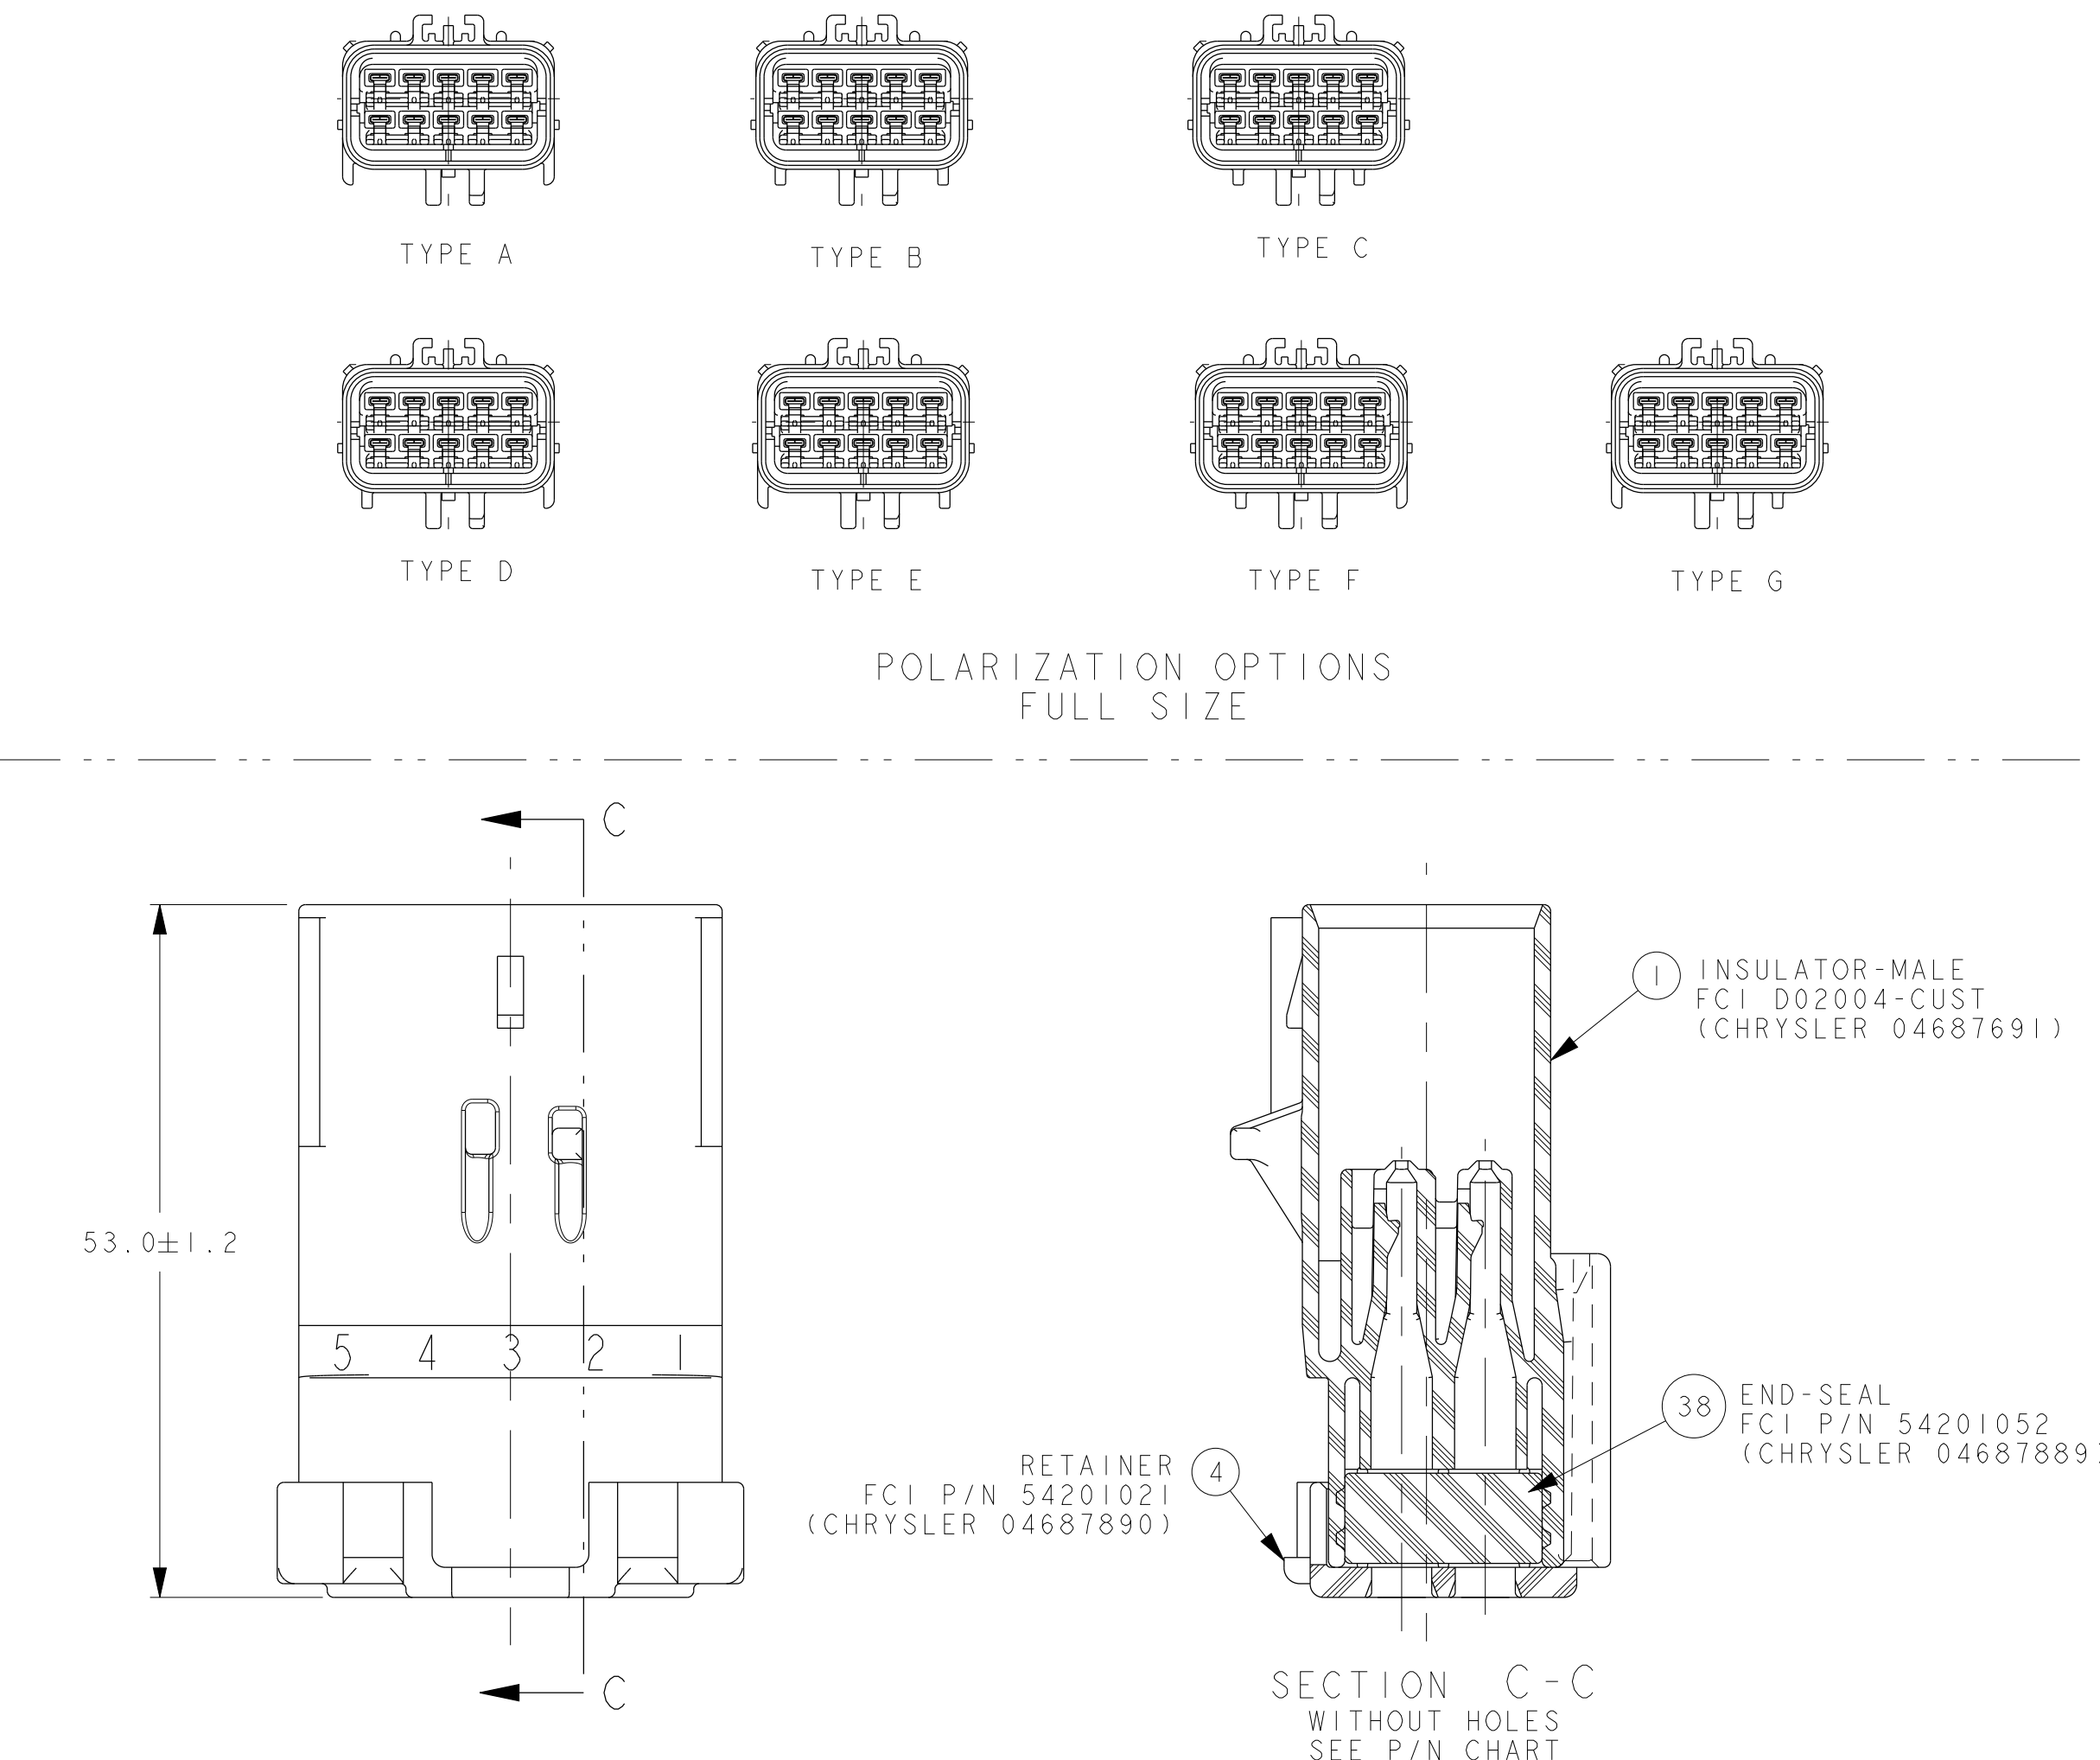 TYPE A
TYPE B
TYPE C
TYPE D
TYPE E
TYPE F
TYPE G
POLARIZATION OPTIONS
FULL SIZE
C
53.0±1.2
5 4 3 2 1
C
1
INSULATOR-MALE
FCI D02004-CUST
(CHRYSLER 04687691)
38
END-SEAL
FCI P/N 54201052
(CHRYSLER 04687889)
RETAINER
FCI P/N 54201021
(CHRYSLER 04687890)
4
SECTION C-C
WITHOUT HOLES
SEE P/N CHART